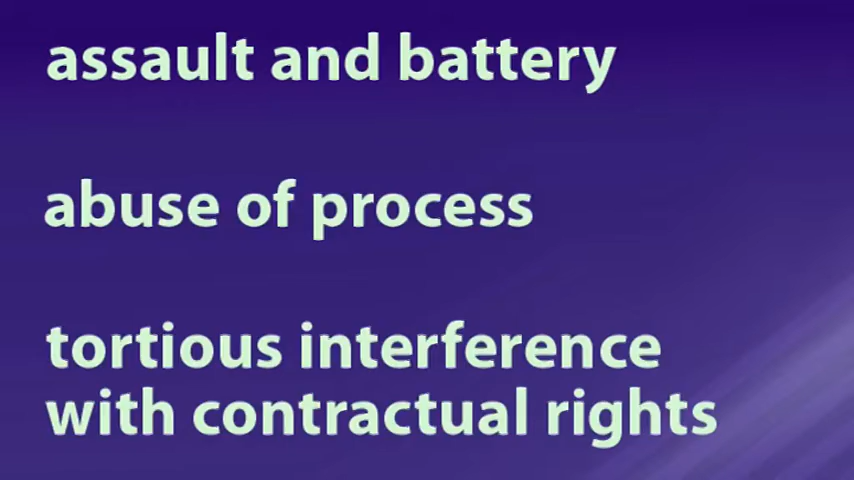 assault and battery
abuse of process
tortious interference
with contractual rights